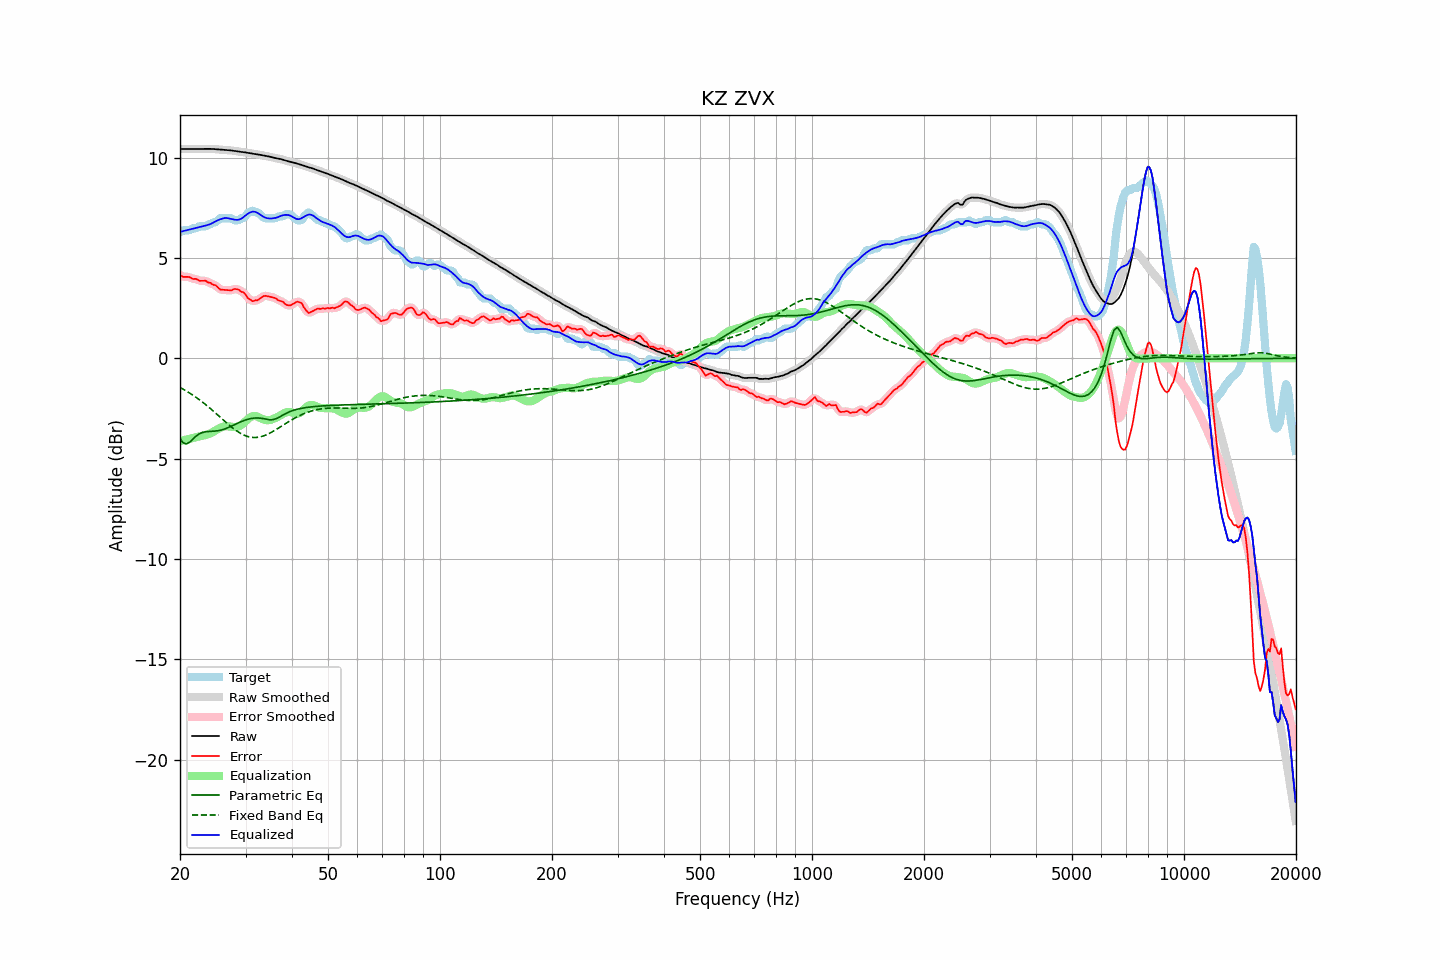 KZ ZVX
Amplitude (dBr)
10
5
0
−5
−10
−15
−20
Target
Raw Smoothed
Error Smoothed
Raw
Error
Equalization
Parametric Eq
Fixed Band Eq
Equalized
20 50 100 200 500 1000 2000 5000 10000 20000
Frequency (Hz)